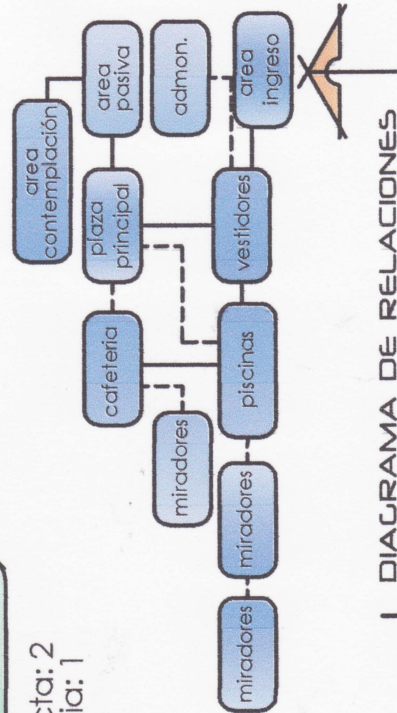 cta: 2
ia: 1
area
contemplación
area
pasiva
plaza
principal
admon.
cafeteria
area
ingreso
miradores
vestidores
piscinas
miradores
miradores
DIAGRAMA DE RELACIONES